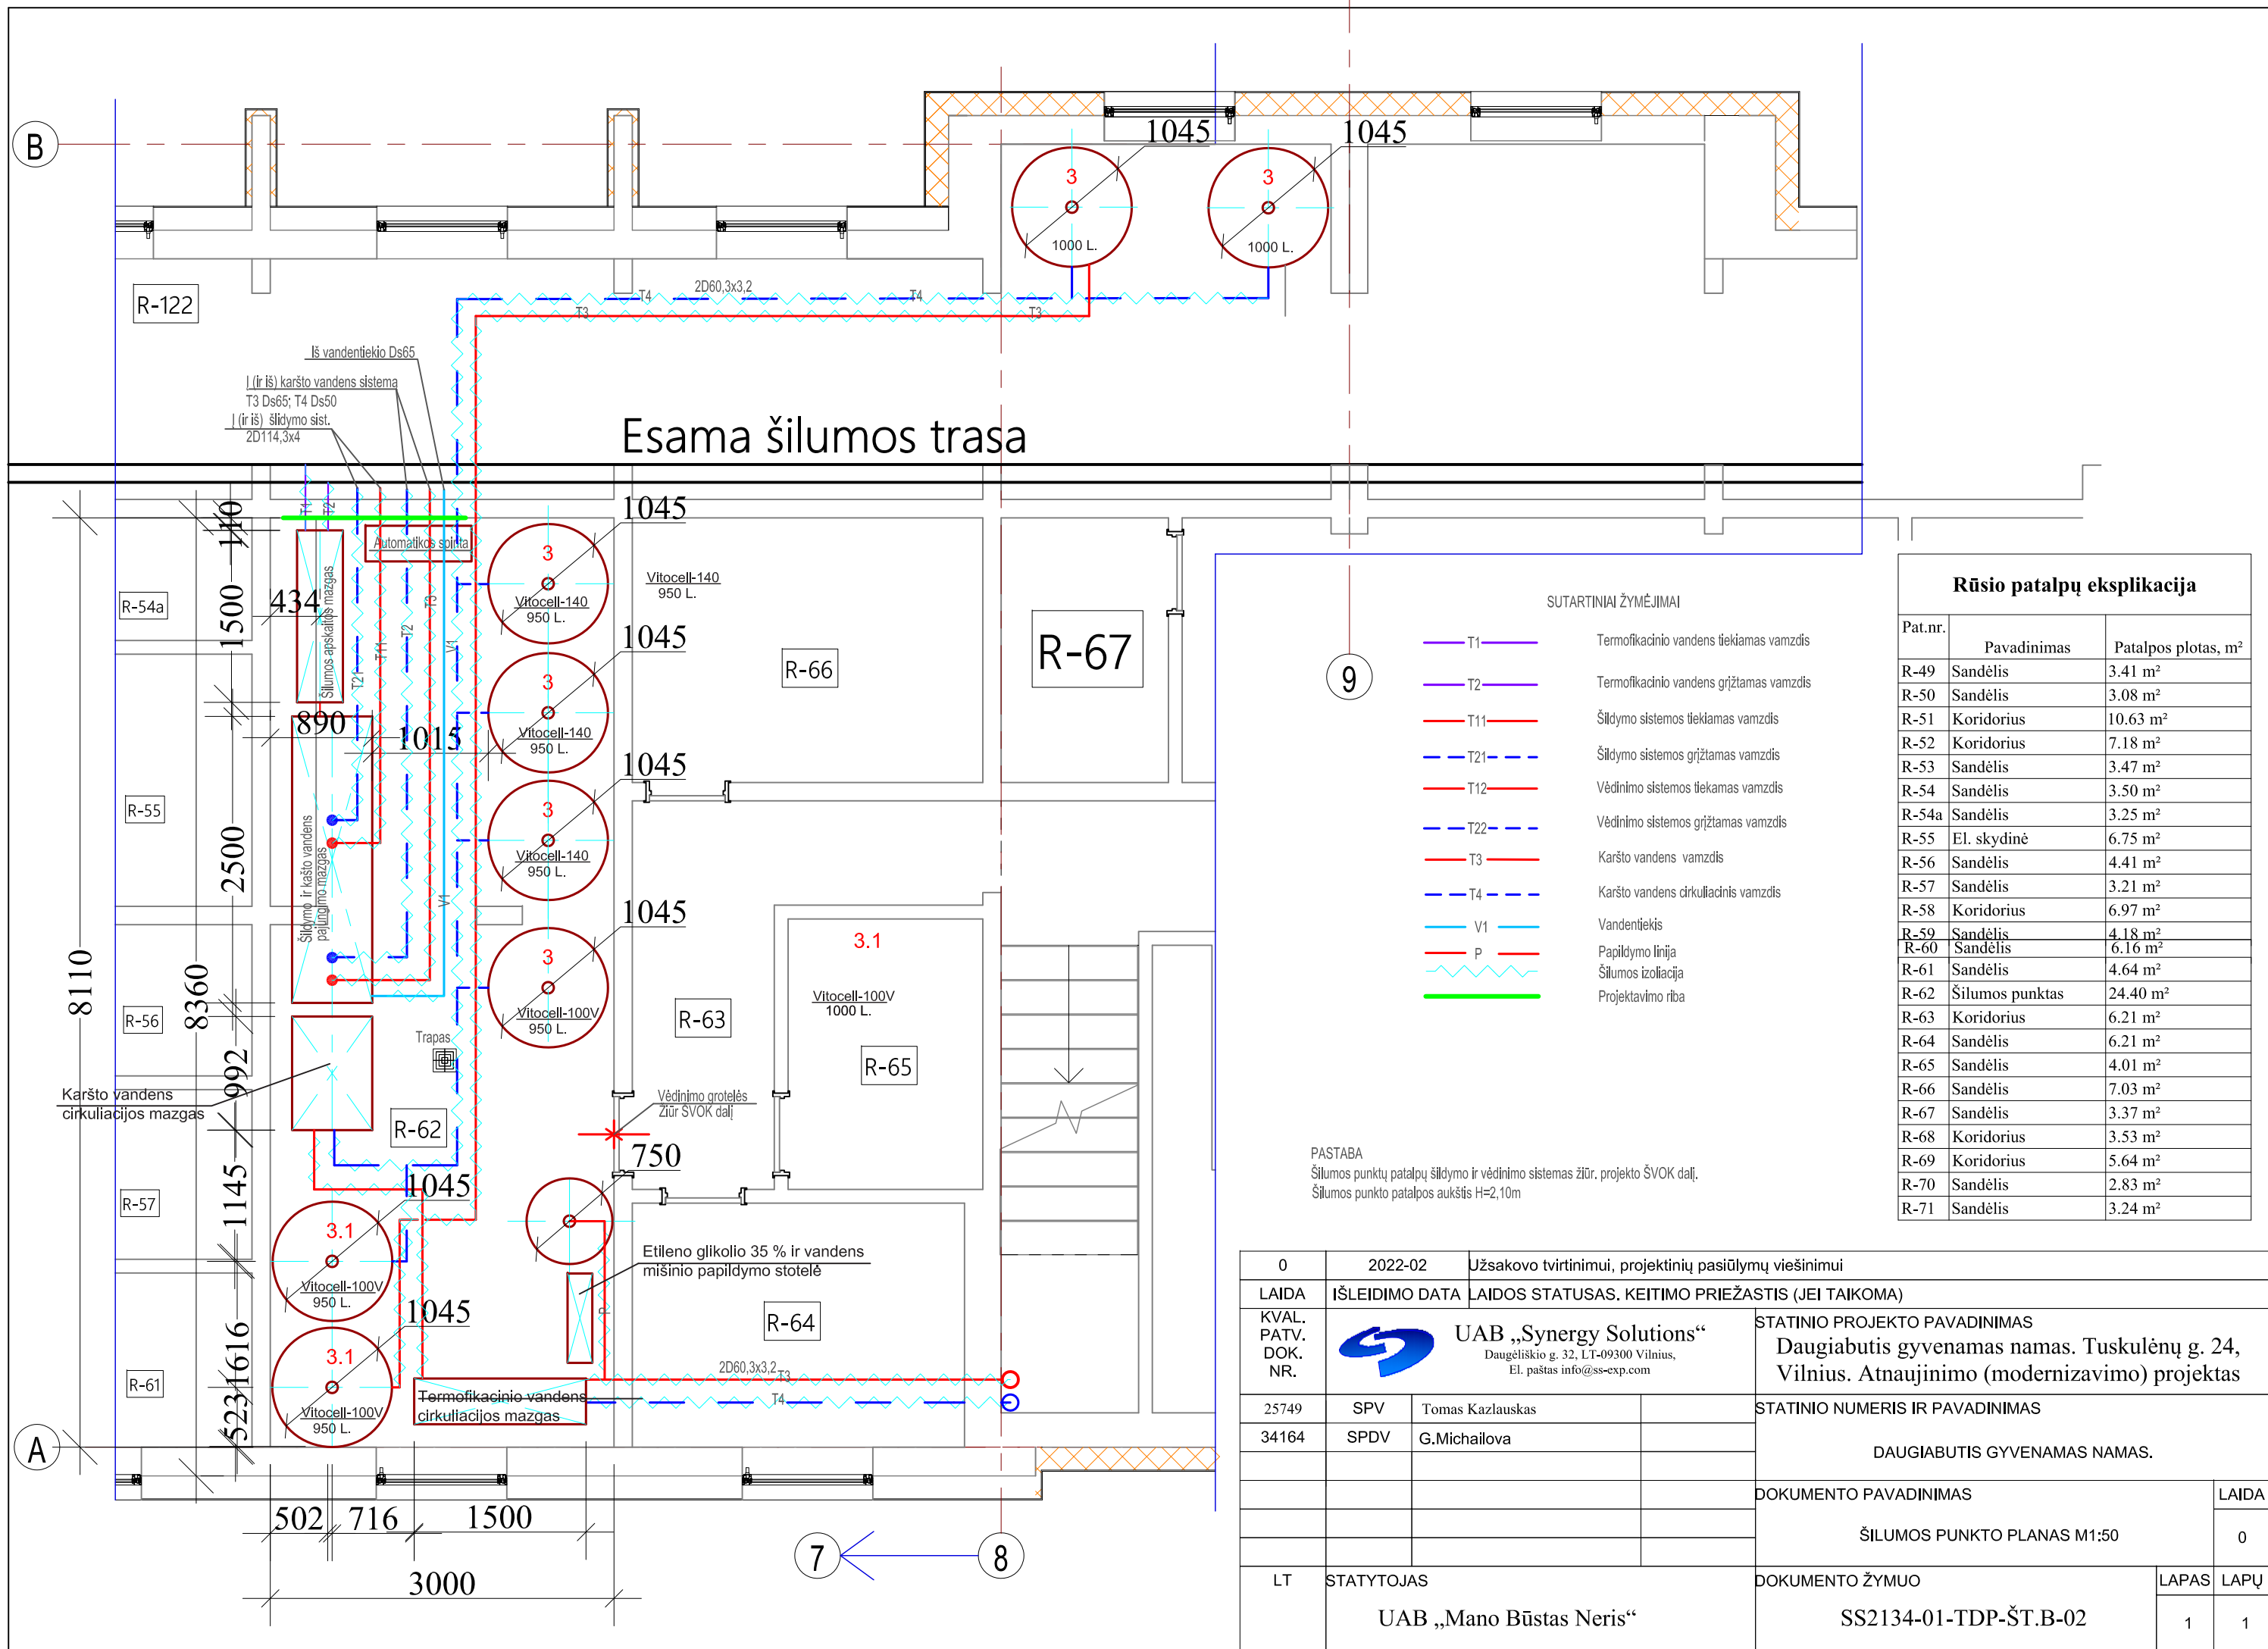 B
1045
1045
3
3
1000 L.
1000 L.
R-122
T4
2D60,3x3,2
T4
T3
T3
Iš vandentiekio Ds65
Į (ir iš) karšto vandens sistema
T3 Ds65; T4 Ds50
Į (ir iš) šlidymo sist.
2D114,3x4
Esama šilumos trasa
T1
T2
110
Automatikos spinta
1045
3
Vitocell-140
950 L.
Vitocell-140
950 L.
R-54a
1500
434
Šilumos apskaitos mazgas
T21
T11
T2
T3
V1
1045
3
Vitocell-140
950 L.
R-66
R-67
9
890
1015
1045
3
Vitocell-140
950 L.
R-55
2500
Šildymo ir kašto vandens
pajungimo mazgas
V1
1045
3
Vitocell-100V
950 L.
3.1
Vitocell-100V
1000 L.
R-63
R-65
8110
8360
R-56
992
Trapas
Karšto vandens
cirkuliacijos mazgas
R-62
Vėdinimo grotelės
Žiūr ŠVOK dalį
750
R-57
1145
1045
3.1
Vitocell-100V
950 L.
Etileno glikolio 35 % ir vandens
mišinio papildymo stotelė
P
R-64
R-61
1616
523
1045
3.1
Vitocell-100V
950 L.
Termofikacinio vandens
cirkuliacijos mazgas
2D60,3x3,2
T3
T4
A
502
716
1500
3000
7
8
SUTARTINIAI ŽYMĖJIMAI
T1 Termofikacinio vandens tiekiamas vamzdis
T2 Termofikacinio vandens grįžtamas vamzdis
T11 Šildymo sistemos tiekiamas vamzdis
T21 Šildymo sistemos grįžtamas vamzdis
T12 Vėdinimo sistemos tiekamas vamzdis
T22 Vėdinimo sistemos grįžtamas vamzdis
T3 Karšto vandens vamzdis
T4 Karšto vandens cirkuliacinis vamzdis
V1 Vandentiekis
P Papildymo linija
Šilumos izoliacija
Projektavimo riba
PASTABA
Šilumos punktų patalpų šildymo ir vėdinimo sistemas žiūr. projekto ŠVOK dalį.
Šilumos punkto patalpos aukštis H=2,10m
Rūsio patalpų eksplikacija
Pat.nr. Pavadinimas Patalpos plotas, m²
R-49 Sandėlis 3.41 m²
R-50 Sandėlis 3.08 m²
R-51 Koridorius 10.63 m²
R-52 Koridorius 7.18 m²
R-53 Sandėlis 3.47 m²
R-54 Sandėlis 3.50 m²
R-54a Sandėlis 3.25 m²
R-55 El. skydinė 6.75 m²
R-56 Sandėlis 4.41 m²
R-57 Sandėlis 3.21 m²
R-58 Koridorius 6.97 m²
R-59 Sandėlis 4.18 m²
R-60 Sandėlis 6.16 m²
R-61 Sandėlis 4.64 m²
R-62 Šilumos punktas 24.40 m²
R-63 Koridorius 6.21 m²
R-64 Sandėlis 6.21 m²
R-65 Sandėlis 4.01 m²
R-66 Sandėlis 7.03 m²
R-67 Sandėlis 3.37 m²
R-68 Koridorius 3.53 m²
R-69 Koridorius 5.64 m²
R-70 Sandėlis 2.83 m²
R-71 Sandėlis 3.24 m²
0 2022-02 Užsakovo tvirtinimui, projektinių pasiūlymų viešinimui
LAIDA IŠLEIDIMO DATA LAIDOS STATUSAS. KEITIMO PRIEŽASTIS (JEI TAIKOMA)
KVAL.
PATV.
DOK.
NR.
UAB „Synergy Solutions“
Daugėliškio g. 32, LT-09300 Vilnius,
El. paštas info@ss-exp.com
STATINIO PROJEKTO PAVADINIMAS
Daugiabutis gyvenamas namas. Tuskulėnų g. 24,
Vilnius. Atnaujinimo (modernizavimo) projektas
25749 SPV Tomas Kazlauskas
34164 SPDV G.Michailova
STATINIO NUMERIS IR PAVADINIMAS
DAUGIABUTIS GYVENAMAS NAMAS.
DOKUMENTO PAVADINIMAS LAIDA
ŠILUMOS PUNKTO PLANAS M1:50 0
LT STATYTOJAS
UAB „Mano Būstas Neris“
DOKUMENTO ŽYMUO LAPAS LAPŲ
SS2134-01-TDP-ŠT.B-02 1 1